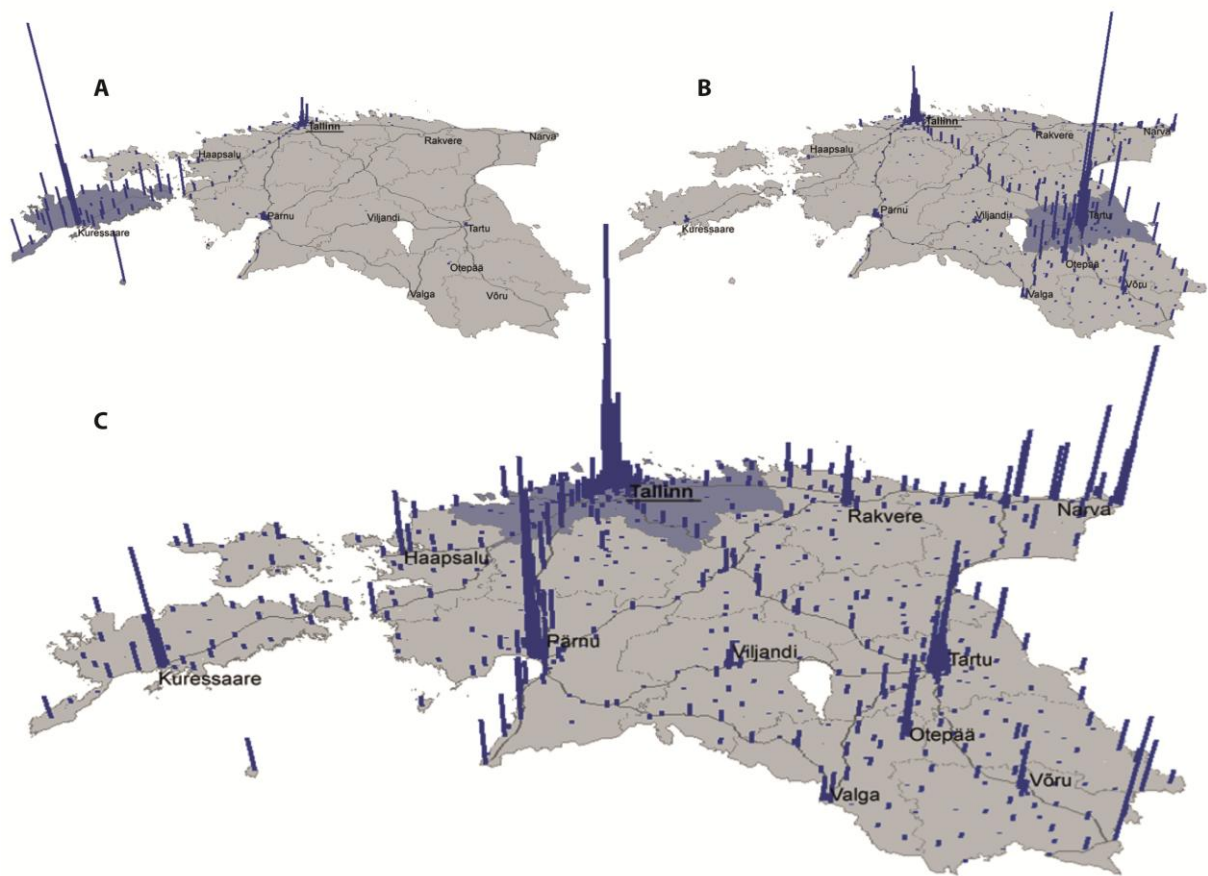 A
Tallinn
Rakvere
Narva
Haapsalu
Pärnu
Viljandi
Tartu
Kuressaare
Otepää
Valga
Võru
B
Tallinn
Rakvere
Narva
Haapsalu
Pärnu
Viljandi
Tartu
Kuressaare
Otepää
Valga
Võru
C
Tallinn
Rakvere
Narva
Haapsalu
Pärnu
Viljandi
Tartu
Kuressaare
Otepää
Võru
Valga